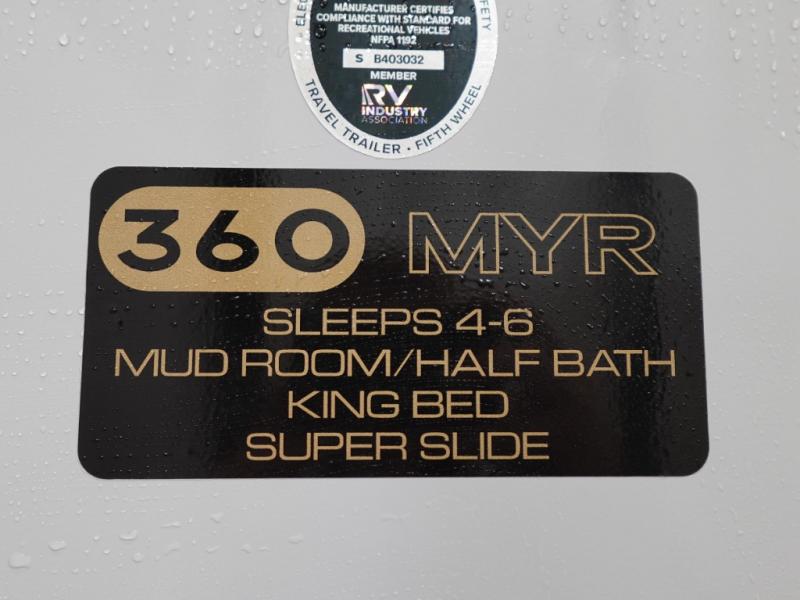 MANUFACTURER CERTIFIES
COMPLIANCE WITH STANDARD FOR
RECREATIONAL VEHICLES
NFPA 1192
S B403032
MEMBER
RV
INDUSTRY
ASSOCIATION
TRAVEL TRAILER • FIFTH WHEEL
360 MYR
SLEEPS 4-6
MUD ROOM/HALF BATH
KING BED
SUPER SLIDE